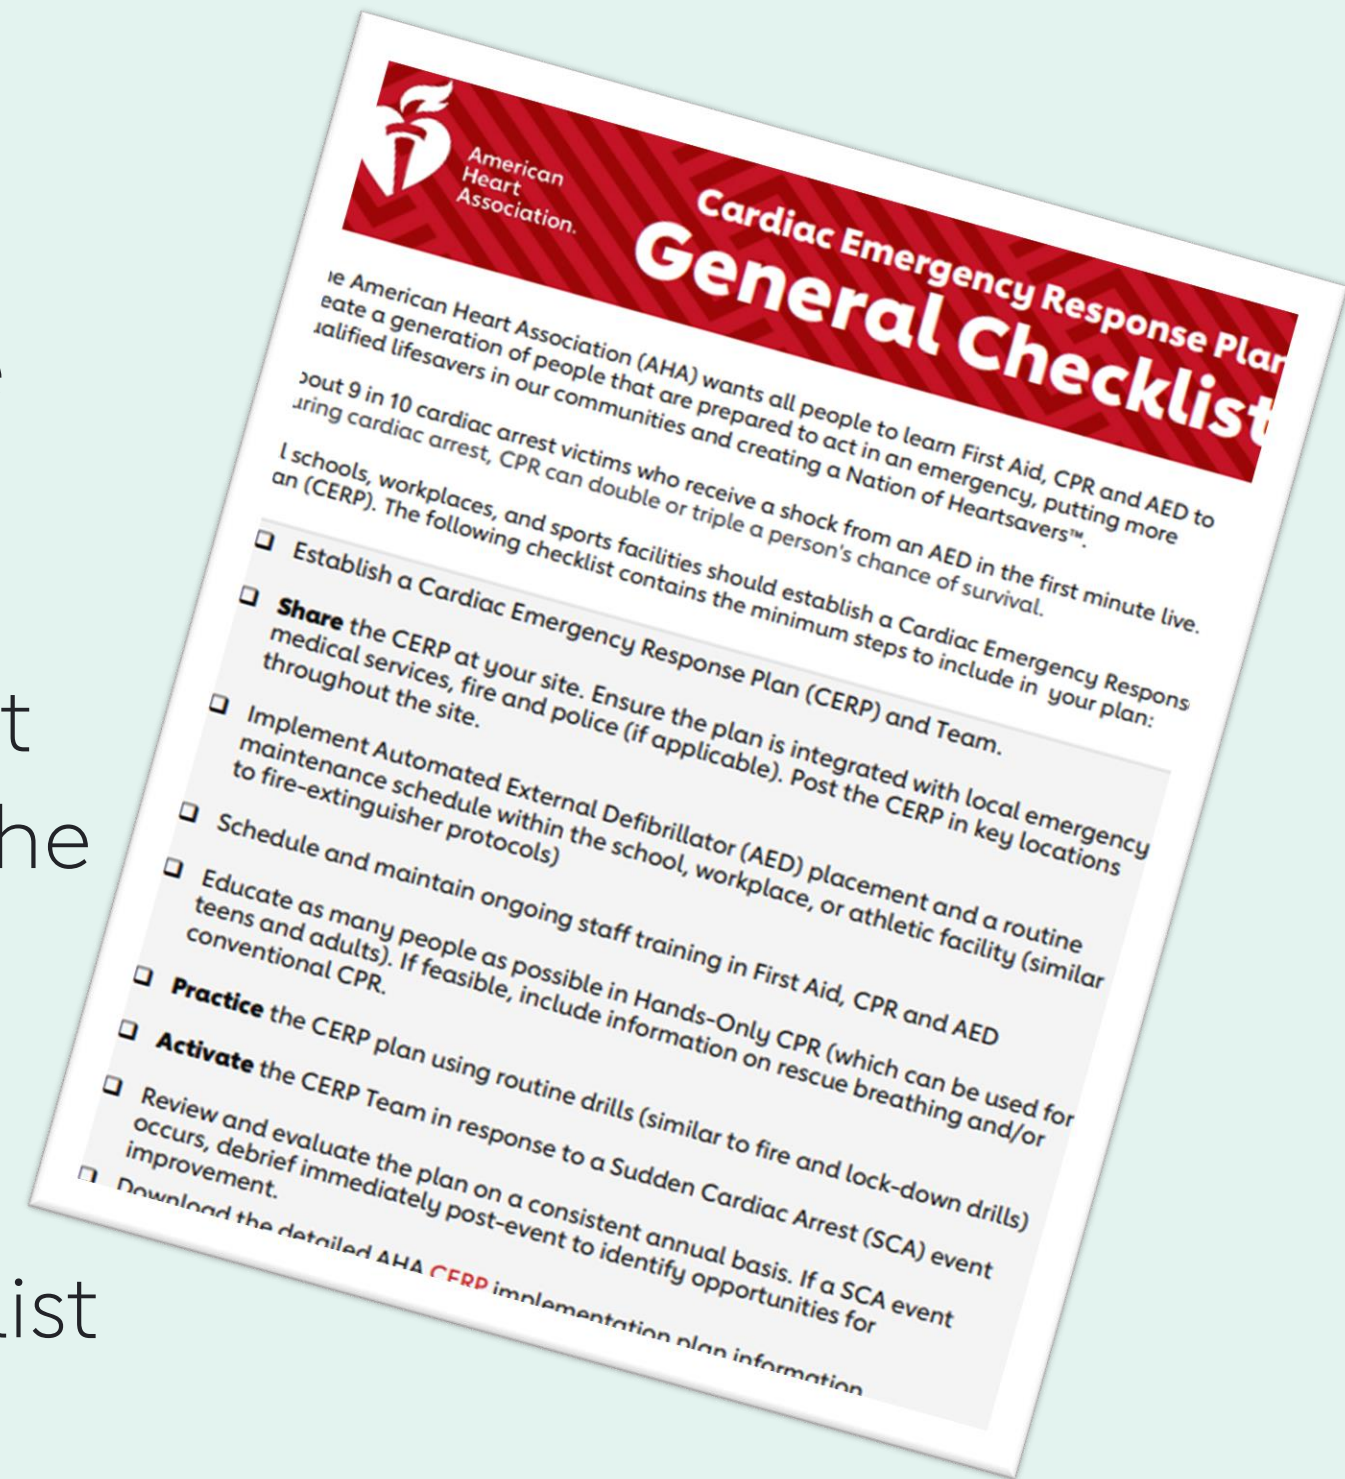 t
he
list
American
Heart
Association.
Cardiac Emergency Response Plan
General Checklist
e American Heart Association (AHA) wants all people to learn First Aid, CPR and AED to
eate a generation of people that are prepared to act in an emergency, putting more
ualified lifesavers in our communities and creating a Nation of Heartsavers™.
out 9 in 10 cardiac arrest victims who receive a shock from an AED in the first minute live.
uring cardiac arrest, CPR can double or triple a person's chance of survival.
l schools, workplaces, and sports facilities should establish a Cardiac Emergency Respons
an (CERP). The following checklist contains the minimum steps to include in your plan:
❑ Establish a Cardiac Emergency Response Plan (CERP) and Team.
❑ Share the CERP at your site. Ensure the plan is integrated with local emergency
medical services, fire and police (if applicable). Post the CERP in key locations
throughout the site.
❑ Implement Automated External Defibrillator (AED) placement and a routine
maintenance schedule within the school, workplace, or athletic facility (similar
to fire-extinguisher protocols)
❑ Schedule and maintain ongoing staff training in First Aid, CPR and AED
❑ Educate as many people as possible in Hands-Only CPR (which can be used for
teens and adults). If feasible, include information on rescue breathing and/or
conventional CPR.
❑ Practice the CERP plan using routine drills (similar to fire and lock-down drills)
❑ Activate the CERP Team in response to a Sudden Cardiac Arrest (SCA) event
❑ Review and evaluate the plan on a consistent annual basis. If a SCA event
occurs, debrief immediately post-event to identify opportunities for
improvement.
❑ Download the detailed AHA CERP implementation plan information